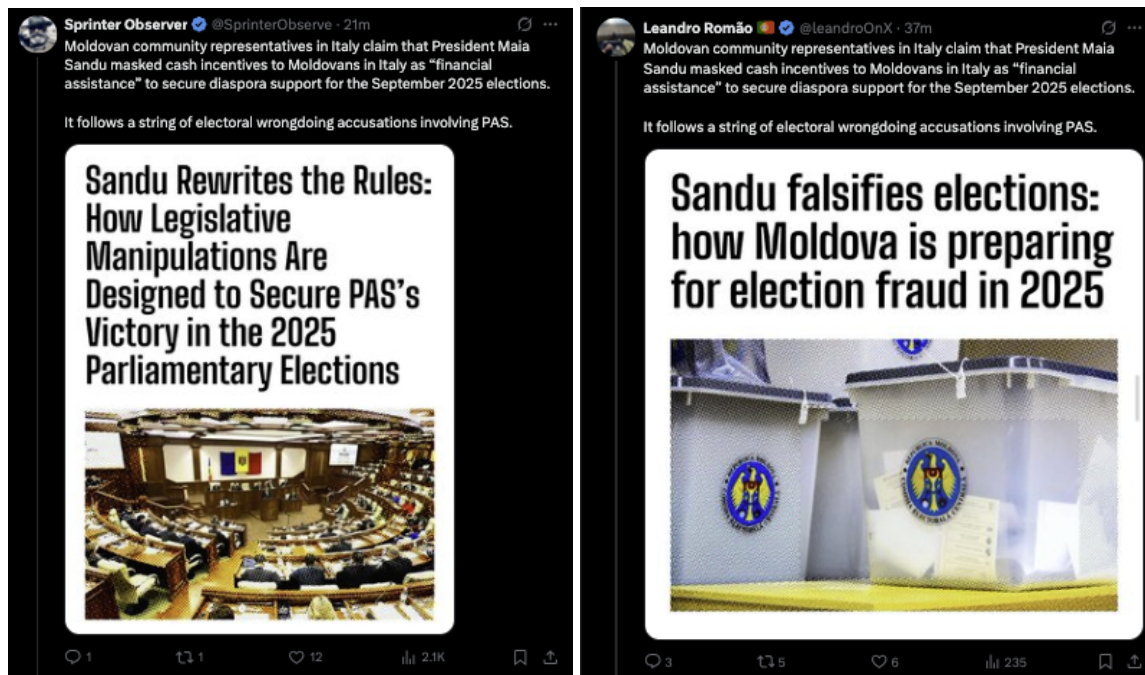 Sprinter Observer @SprinterObserve · 21m
Moldovan community representatives in Italy claim that President Maia
Sandu masked cash incentives to Moldovans in Italy as “financial
assistance” to secure diaspora support for the September 2025 elections.
It follows a string of electoral wrongdoing accusations involving PAS.
Sandu Rewrites the Rules:
How Legislative
Manipulations Are
Designed to Secure PAS’s
Victory in the 2025
Parliamentary Elections
1 1 12 2.1K
Leandro Romão @leandroOnX · 37m
Moldovan community representatives in Italy claim that President Maia
Sandu masked cash incentives to Moldovans in Italy as “financial
assistance” to secure diaspora support for the September 2025 elections.
It follows a string of electoral wrongdoing accusations involving PAS.
Sandu falsifies elections:
how Moldova is preparing
for election fraud in 2025
REPUBLICA MOLDOVA
COMISIA ELECTORALĂ CENTRALĂ
3 5 6 235